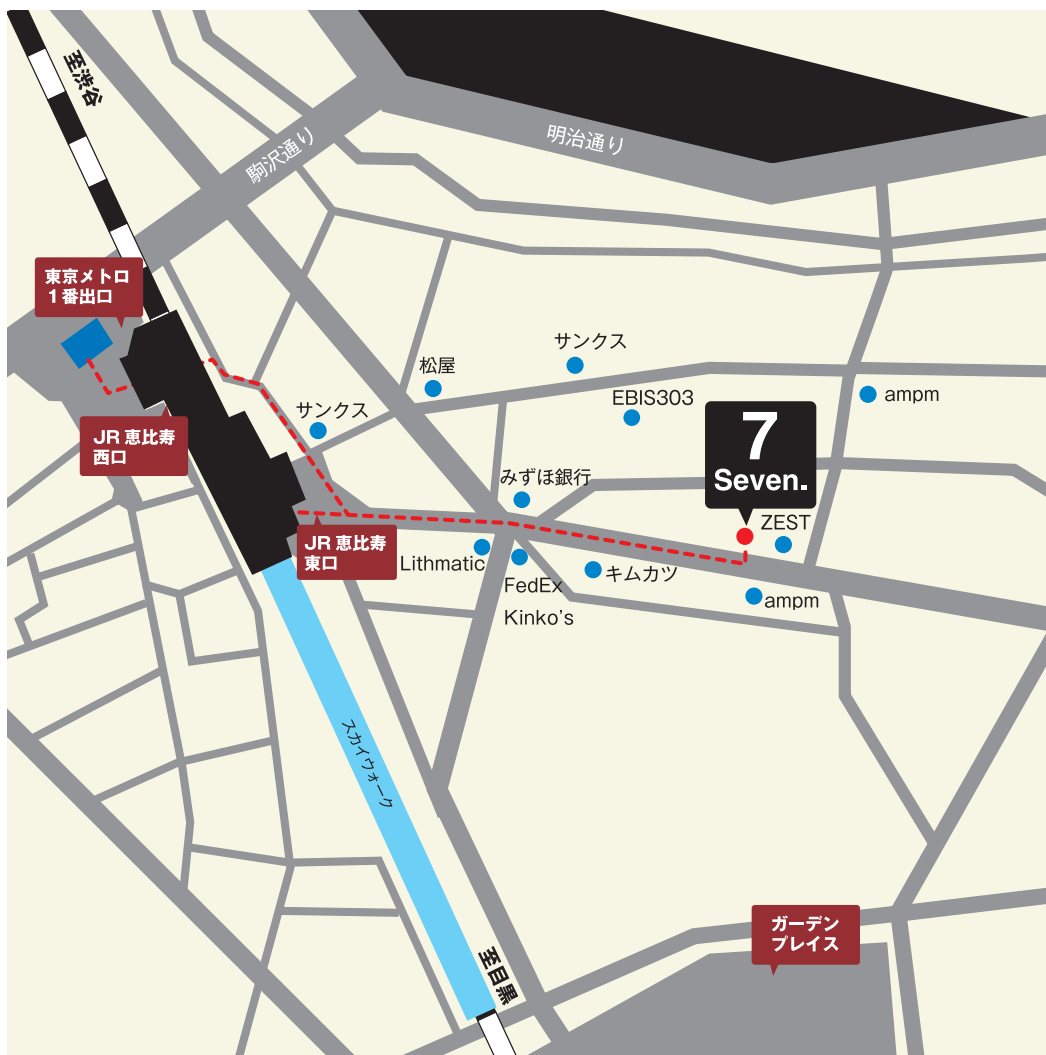 至渋谷
駒沢通り
明治通り
東京メトロ
1番出口
サンクス
松屋
EBIS303
ampm
サンクス
7
Seven.
JR 恵比寿
西口
みずほ銀行
ZEST
JR 恵比寿
東口
Lithmatic
FedEx
Kinko's
キムカツ
ampm
スカイウォーク
ガーデン
プレイス
至目黒